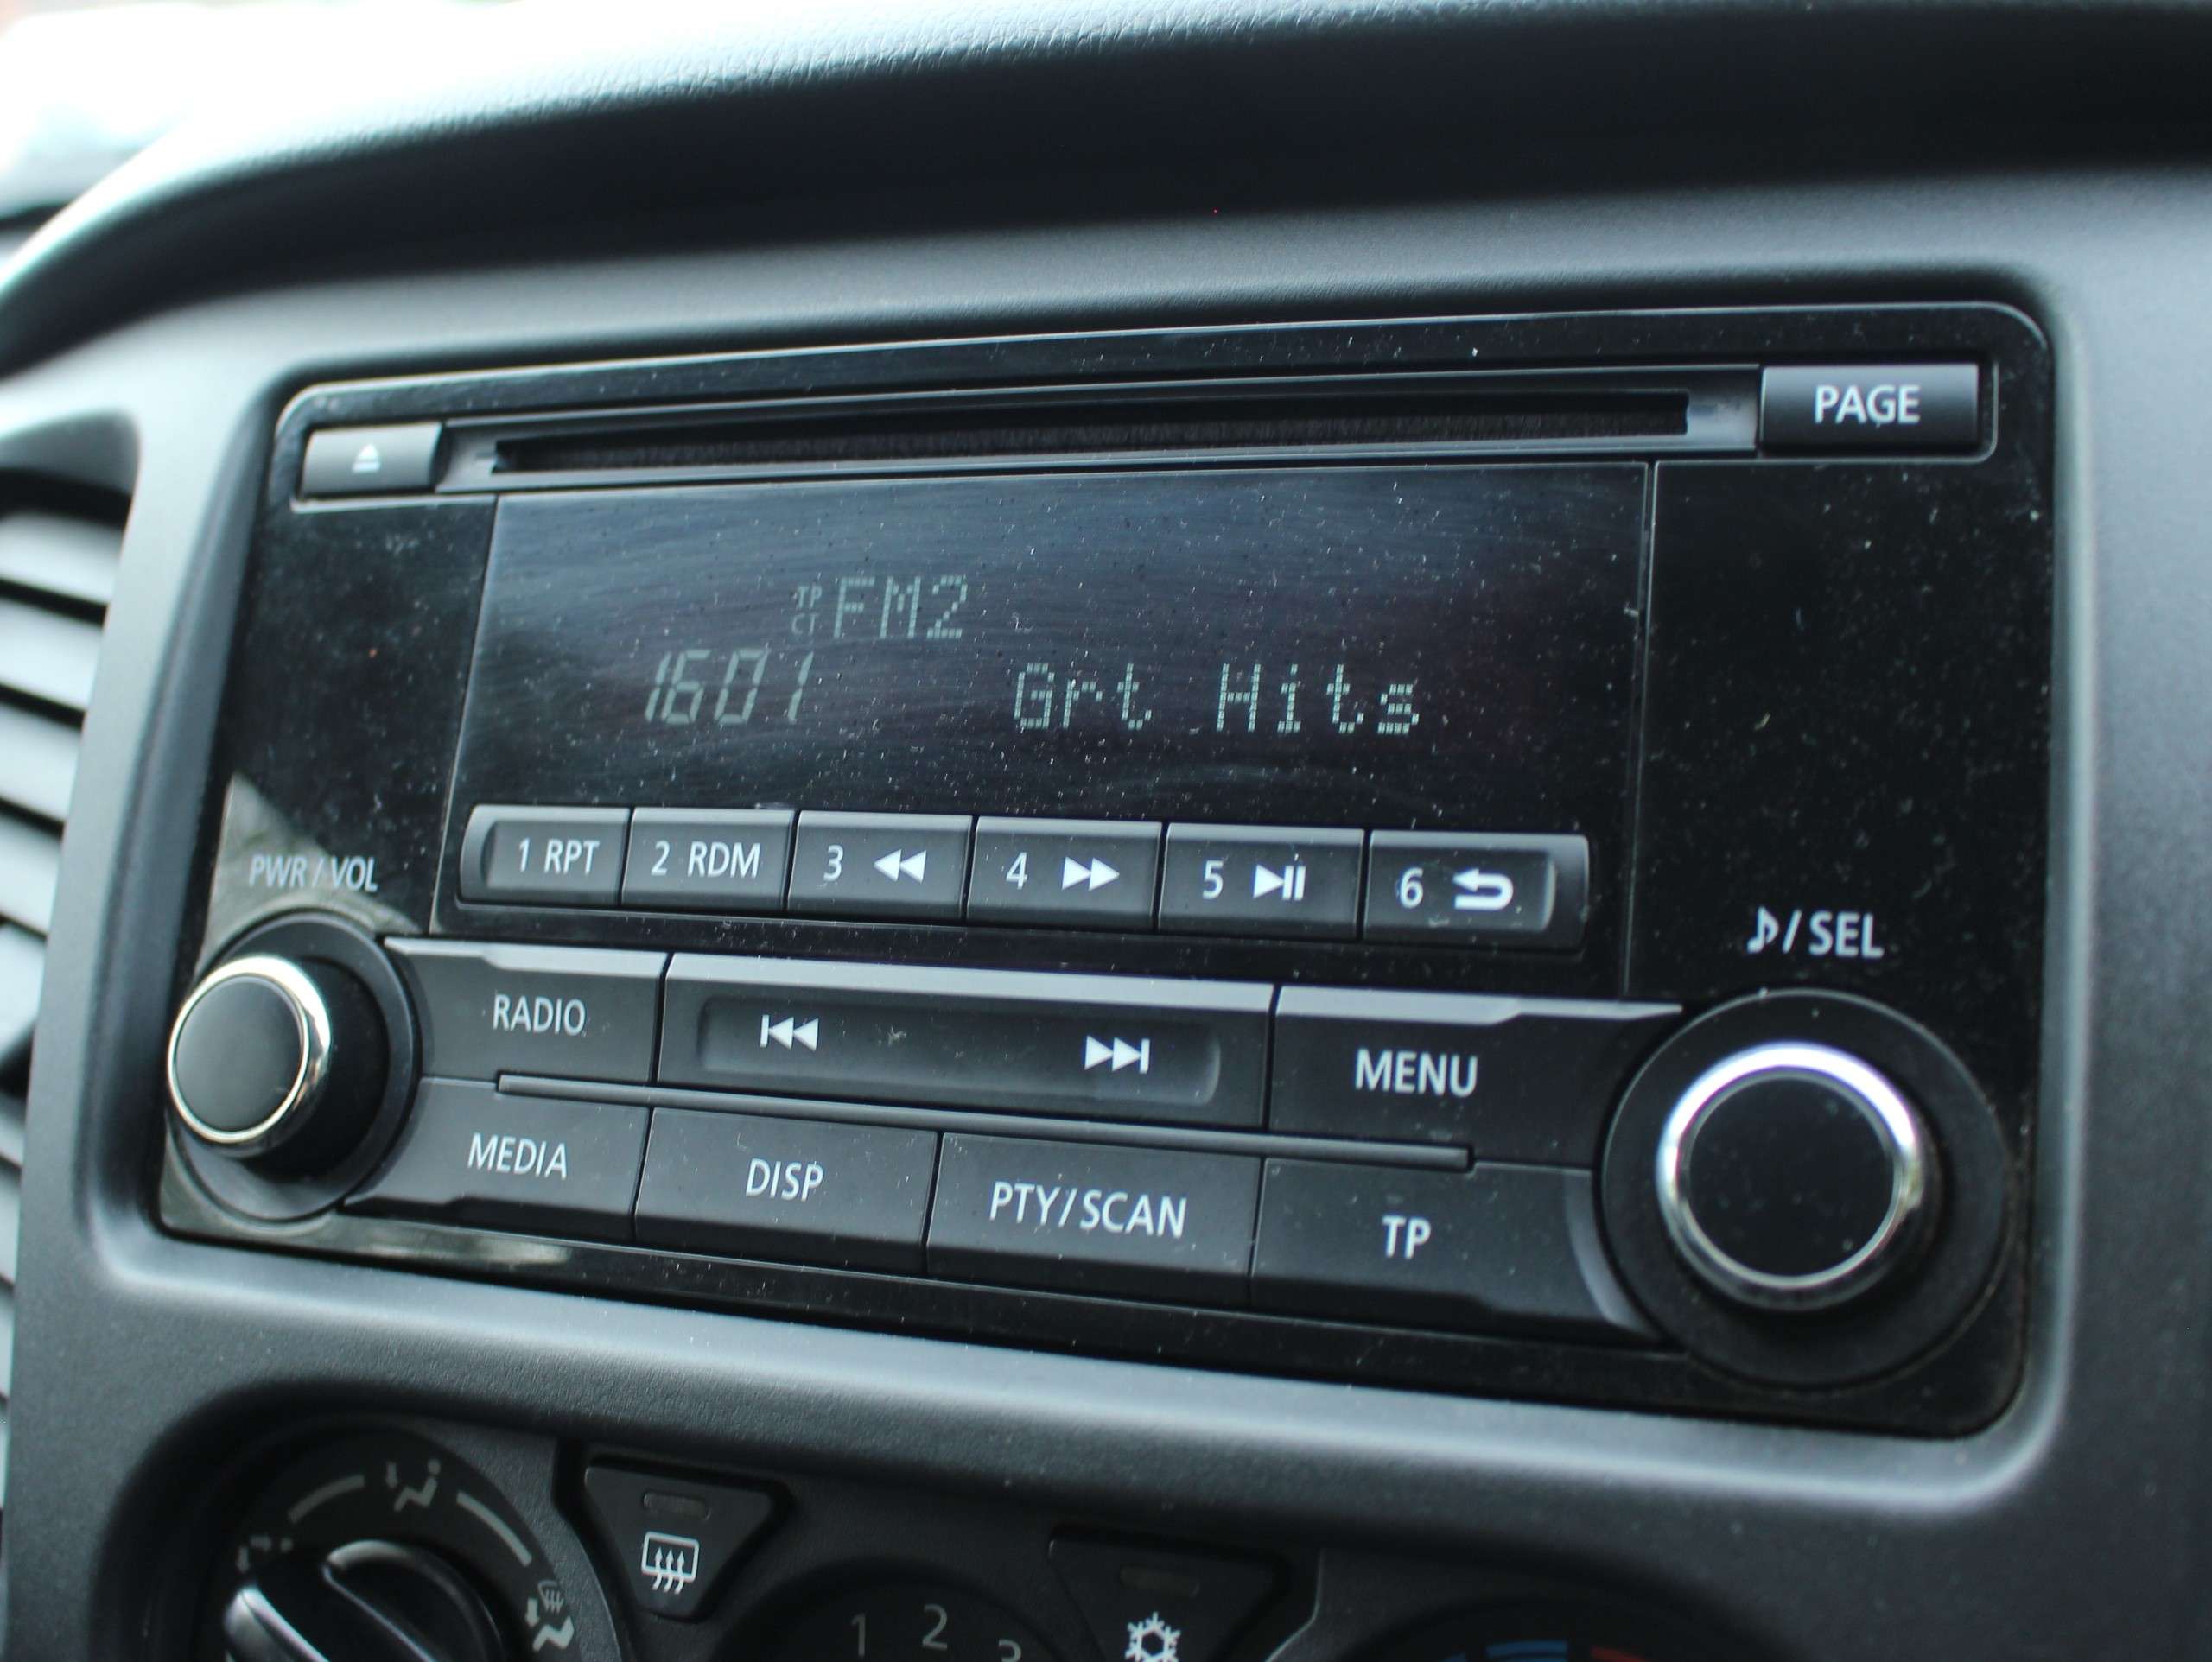 PAGE
TP FM2
CT
1601 Grt Hits
1 RPT 2 RDM 3 4 5 6
PWR / VOL
♪/ SEL
RADIO MENU
MEDIA DISP PTY/SCAN TP
1 2 3